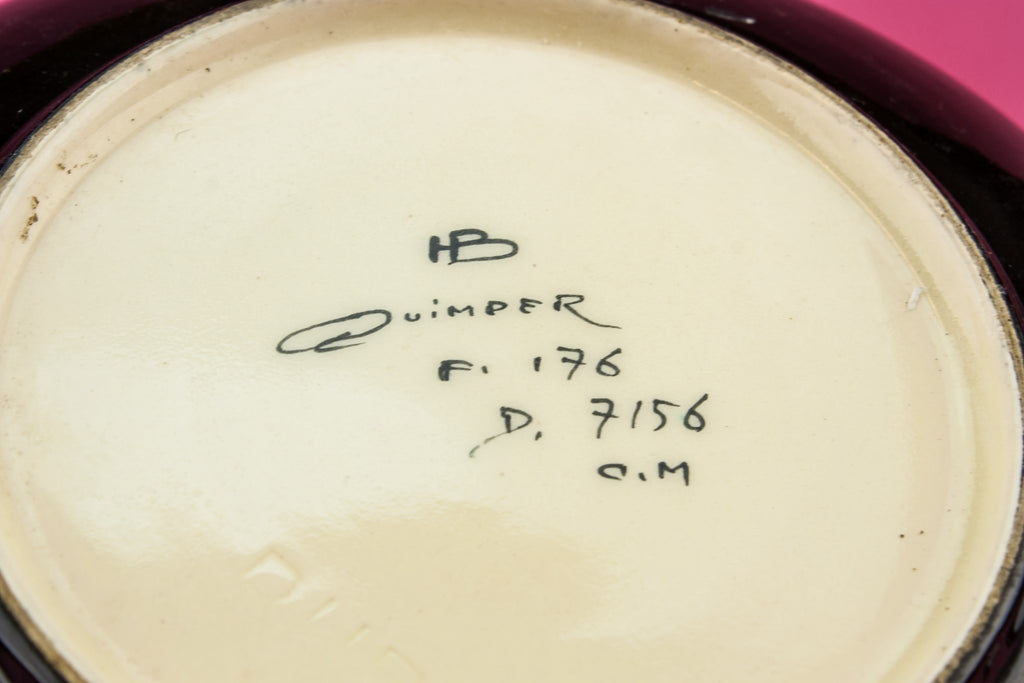 HB
QUiMPER
F. 176
D. 7156
C.M